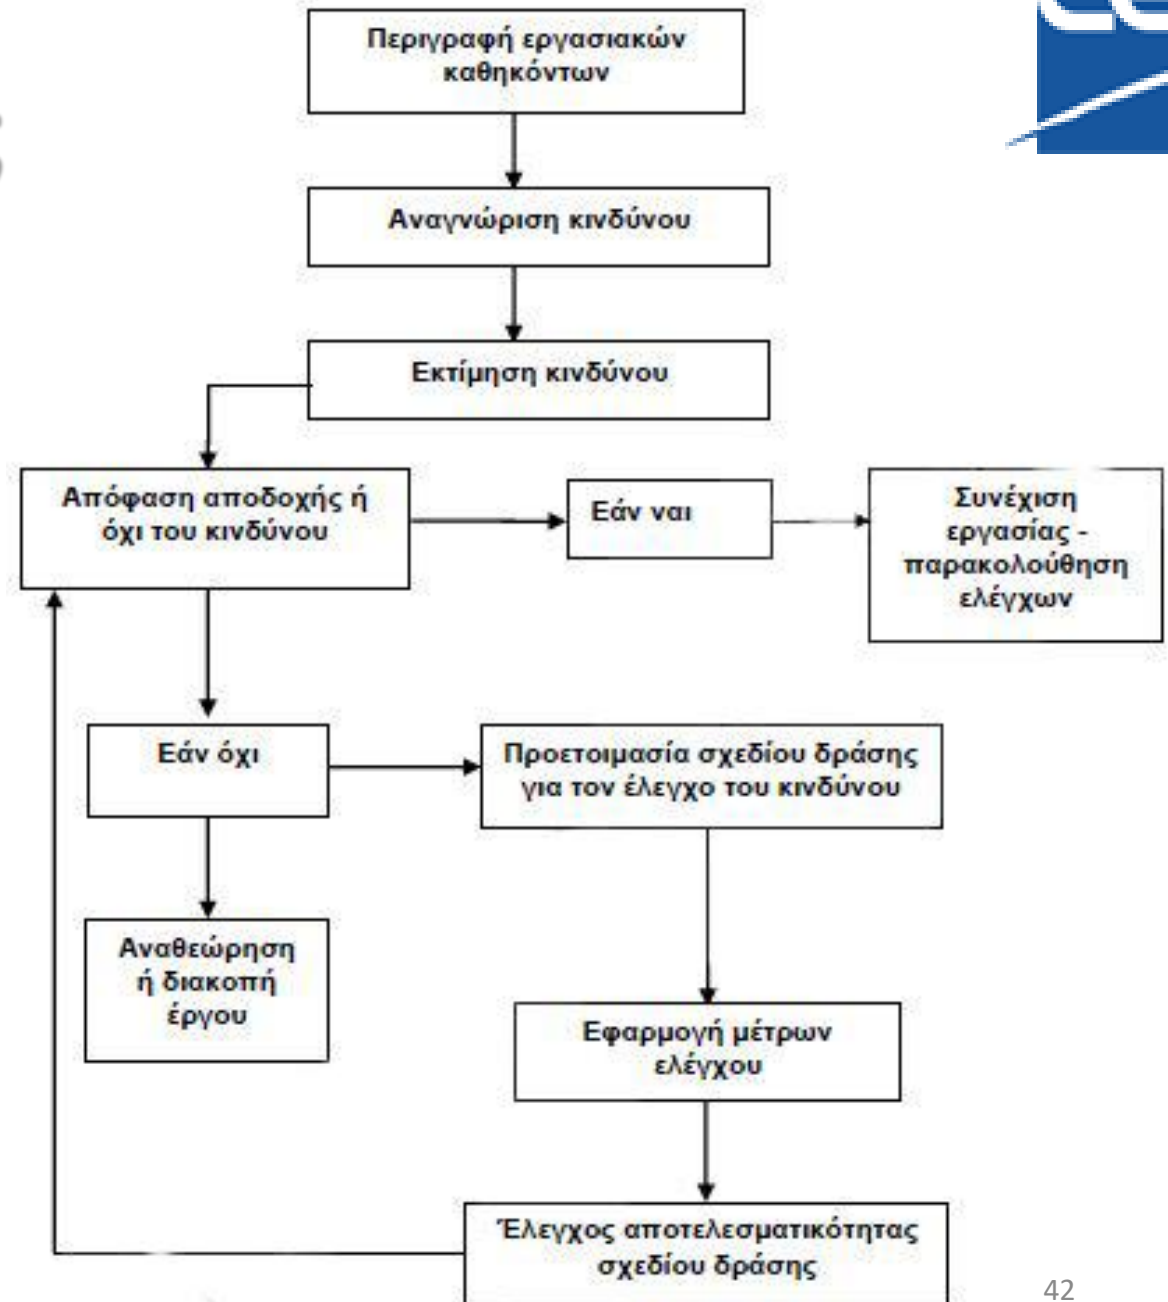 Περιγραφή εργασιακών
καθηκόντων
Αναγνώριση κινδύνου
Εκτίμηση κινδύνου
Απόφαση αποδοχής ή
όχι του κινδύνου
Εάν ναι
Συνέχιση
εργασίας -
παρακολούθηση
ελέγχων
Εάν όχι
Προετοιμασία σχεδίου δράσης
για τον έλεγχο του κινδύνου
Αναθεώρηση
ή διακοπή
έργου
Εφαρμογή μέτρων
ελέγχου
Έλεγχος αποτελεσματικότητας
σχεδίου δράσης
42